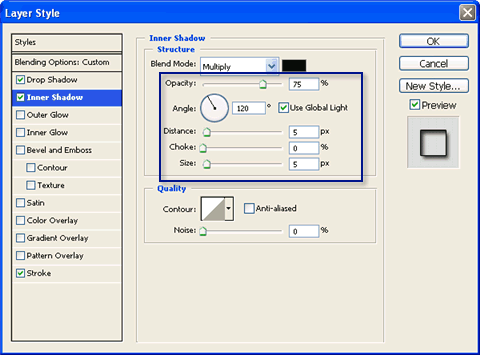 Layer Style
Styles
Blending Options: Custom
Drop Shadow
Inner Shadow
Outer Glow
Inner Glow
Bevel and Emboss
Contour
Texture
Satin
Color Overlay
Gradient Overlay
Pattern Overlay
Stroke
Inner Shadow
Structure
Blend Mode: Multiply
Opacity: 75 %
Angle: 120 ° Use Global Light
Distance: 5 px
Choke: 0 %
Size: 5 px
Quality
Contour: Anti-aliased
Noise: 0 %
OK
Cancel
New Style...
Preview